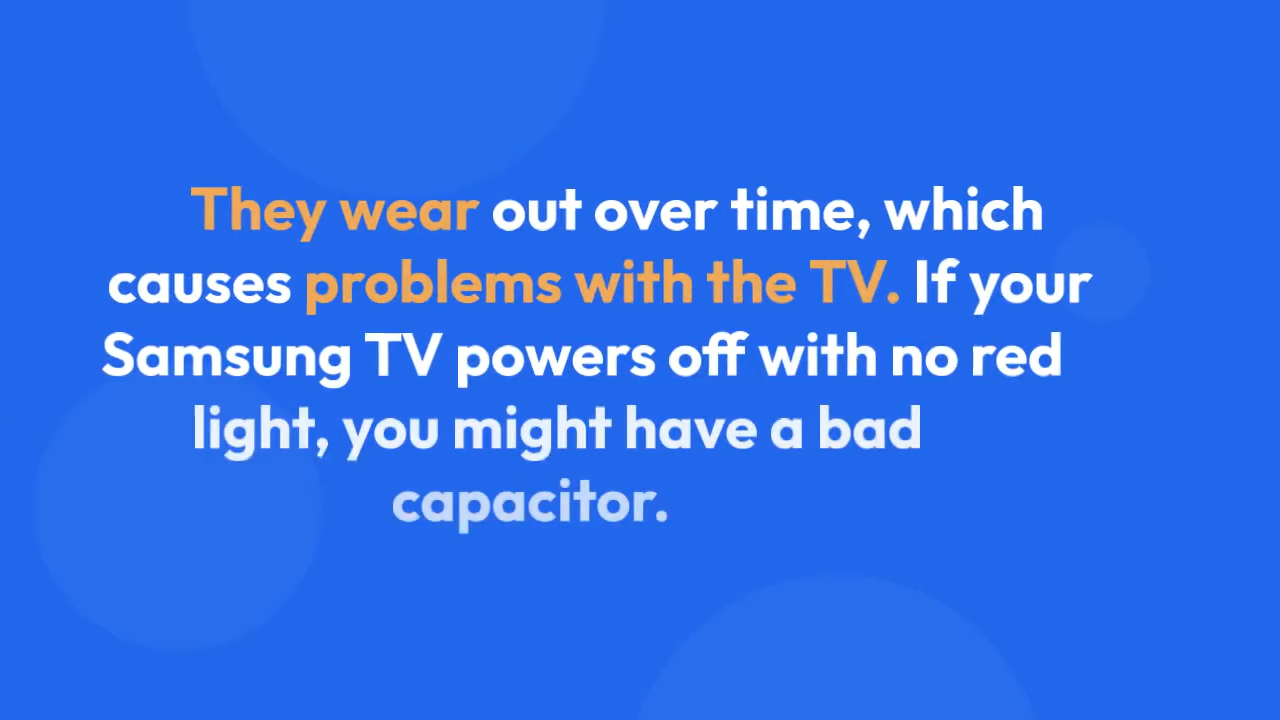 They wear out over time, which
causes problems with the TV. If your
Samsung TV powers off with no red
light, you might have a bad
capacitor.